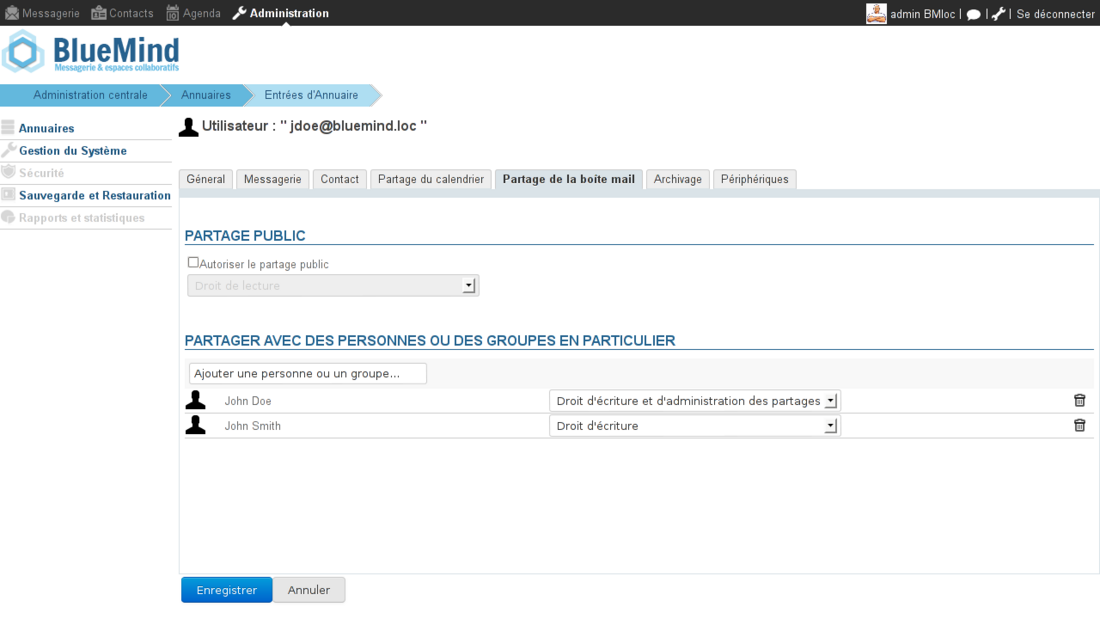 Messagerie Contacts Agenda Administration admin BMloc | | | Se déconnecter
BlueMind
Messagerie & espaces collaboratifs
Administration centrale Annuaires Entrées d'Annuaire
Annuaires
Gestion du Système
Sécurité
Sauvegarde et Restauration
Rapports et statistiques
Utilisateur : " jdoe@bluemind.loc "
Géneral Messagerie Contact Partage du calendrier Partage de la boîte mail Archivage Périphériques
PARTAGE PUBLIC
Autoriser le partage public
Droit de lecture
PARTAGER AVEC DES PERSONNES OU DES GROUPES EN PARTICULIER
Ajouter une personne ou un groupe...
John Doe Droit d'écriture et d'administration des partages
John Smith Droit d'écriture
Enregistrer Annuler